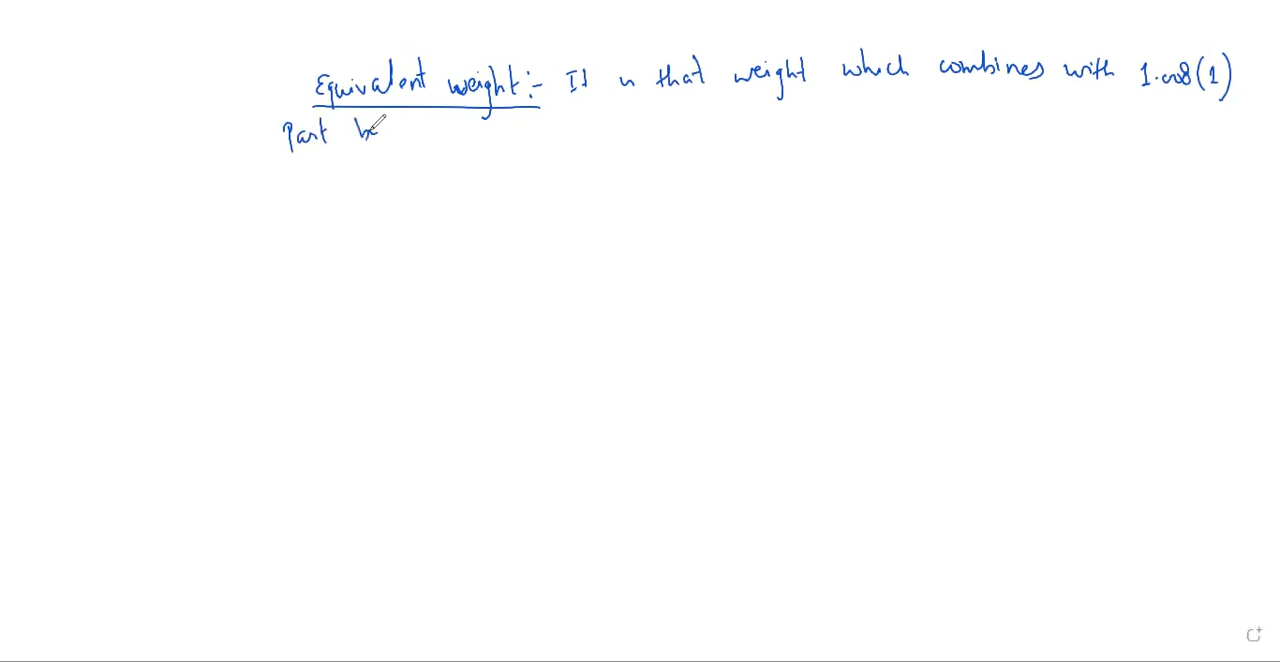 Equivalent weight:- It is that weight which combines with 1.008(1)
Part b